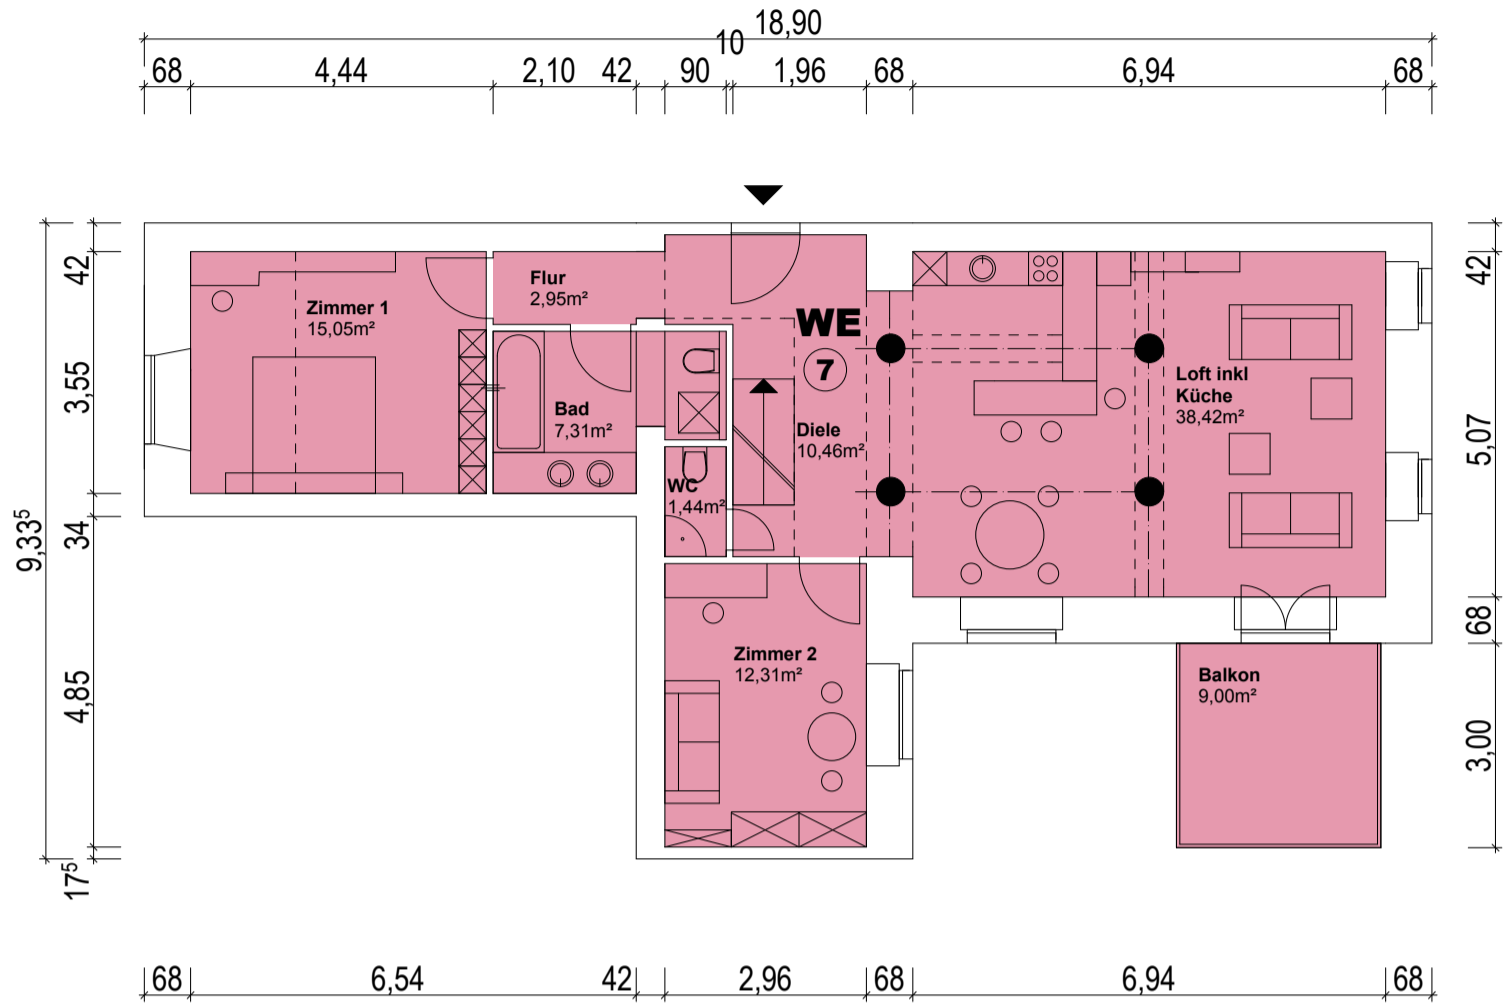 18,90
10
68 4,44 2,10 42 90 1,96 68 6,94 68
42
3,55
34
4,85
17⁵
9,33⁵
Flur
2,95m²
Zimmer 1
15,05m²
WE
7
Bad
7,31m²
Diele
10,46m²
WC
1,44m²
Loft inkl
Küche
38,42m²
Zimmer 2
12,31m²
Balkon
9,00m²
42
5,07
68
3,00
68 6,54 42 2,96 68 6,94 68